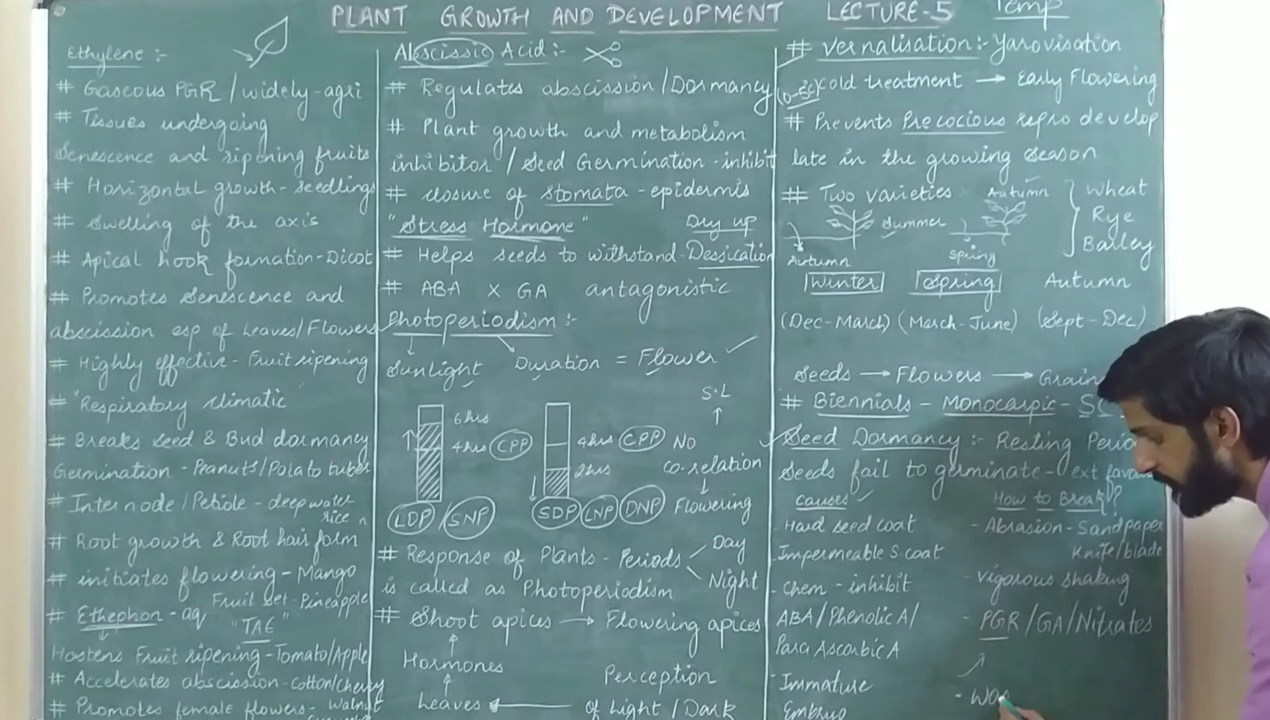 PLANT GROWTH AND DEVELOPMENT LECTURE-5 Temp
Ethylene :-
# Gaseous PGR / widely-agri
# Tissues undergoing
Senescence and ripening fruits
# Horizontal growth - seedlings
# Swelling of the axis
# Apical hook formation-Dicot
# Promotes Senescence and
abscission esp of Leaves/Flowers
# Highly effective - Fruit ripening
# "Respiratory climatic
# Breaks seed & Bud dormancy
Germination - Peanuts/Potato tuber
# Internode/Petiole - deepwater
rice
# Root growth & Root hair form
# initiates flowering - Mango
Fruit set - Pineapple
# Ethephon - aq
"TAE"
Hastens Fruit ripening-Tomato/Apple
# Accelerates abscission-cotton/cherry
# Promotes female flowers - Walnut
Abscissic Acid :-
# Regulates abscission/Dormancy
# Plant growth and metabolism
inhibitor / Seed Germination - inhibit
# closure of stomata - epidermis
"Stress Hormone" Dry up
# Helps seeds to withstand Dessication
# ABA X GA antagonistic
Photoperiodism :-
Sunlight Duration = Flower
6hrs
4hrs CPP
LDP / SNP
4hrs CPP
2hrs
SDP LNP DNP
S.L
NO
co-relation
Flowering
# Response of Plants - Periods
Day
Night
is called as Photoperiodism
# Shoot apices → Flowering apices
Hormones
Leaves ←
Perception
of Light / Dark
# Vernalisation :- Yarovisation
(0-5c) cold treatment → Early Flowering
# Prevents Precocious repro develop
late in the growing season
# Two varieties
Autumn Summer
Spring Autumn
Wheat
Rye
Barley
Winter Spring Autumn
(Dec-March) (March-June) (Sept-Dec)
Seeds → Flowers → Grain
# Biennials - Monocarpic - SC
Seed Dormancy :- Resting Perio
Seeds fail to germinate - ext favou
causes
- Hard seed coat
Impermeable S.coat
- Chem - inhibit
ABA / Phenolic A /
Para Ascorbic A
- Immature
Embryo
How to Break?
- Abrasion - Sandpaper
Knife/blade
- vigorous shaking
- PGR/GA/Nitrates
- Wa